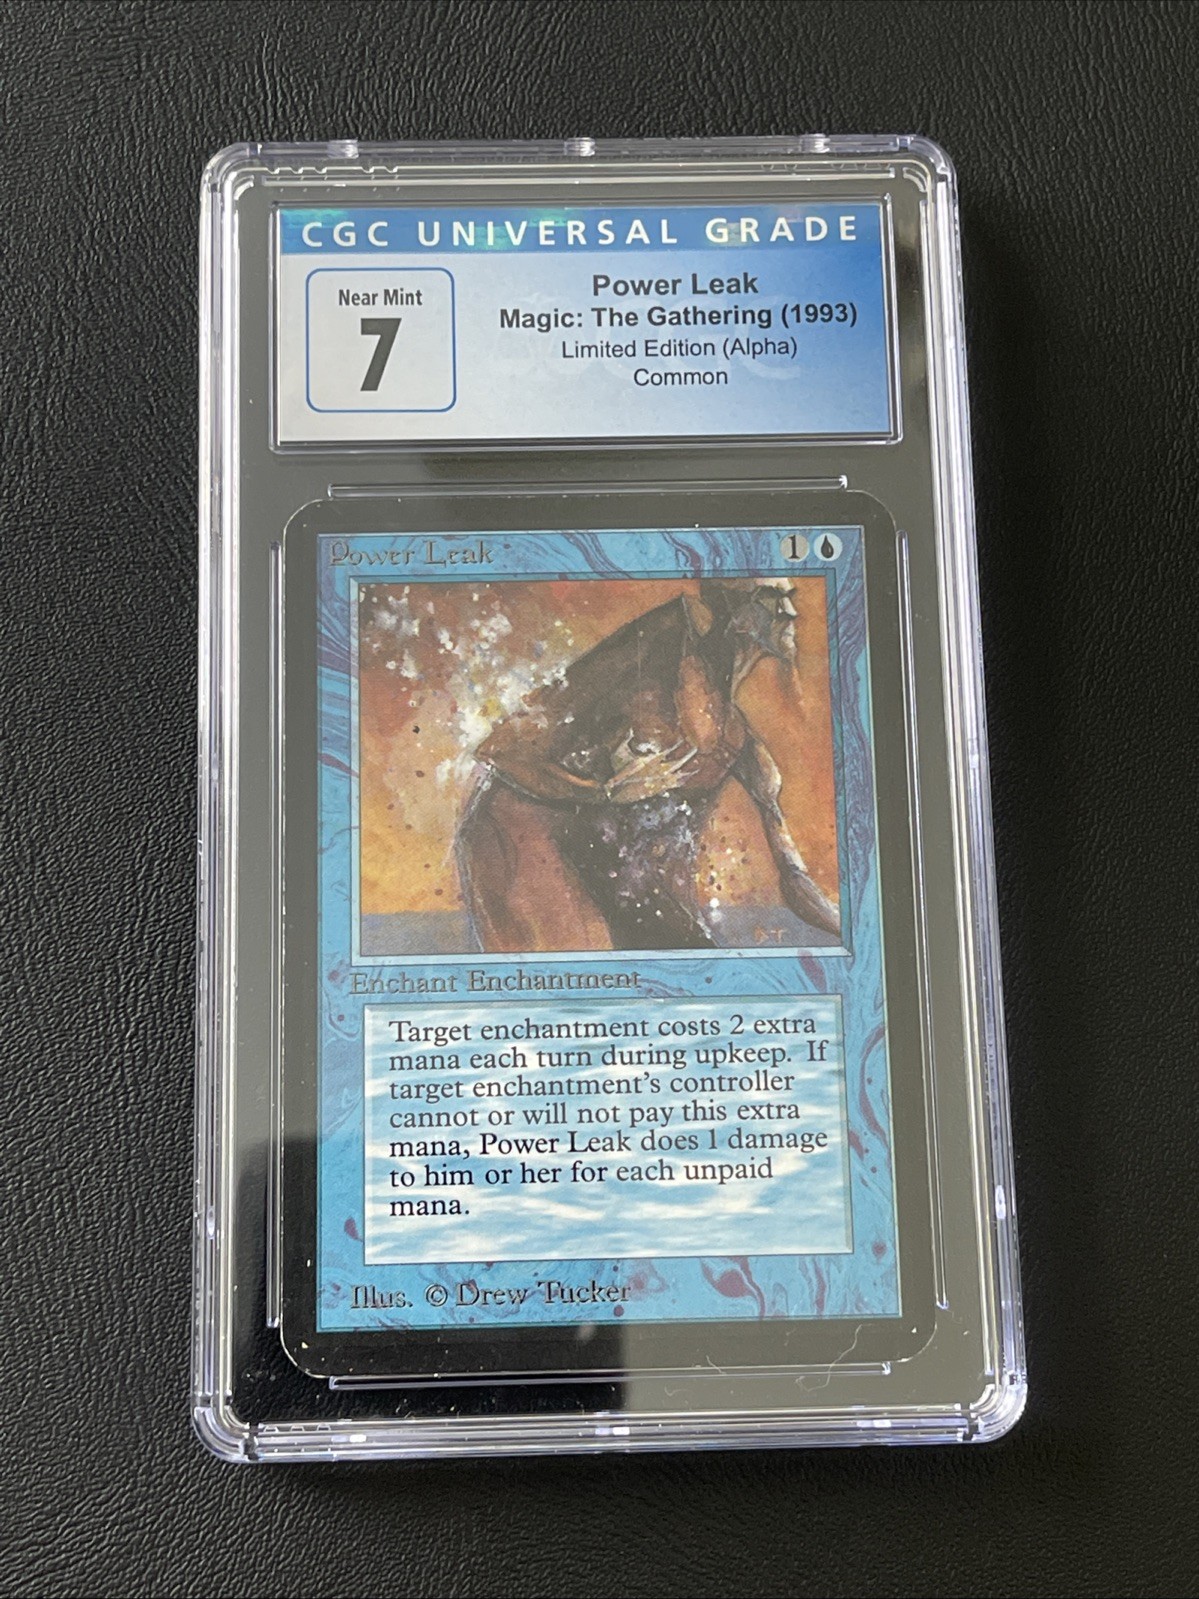 CGC UNIVERSAL GRADE
Near Mint
7
Power Leak
Magic: The Gathering (1993)
Limited Edition (Alpha)
Common
Power Leak
1
Enchant Enchantment
Target enchantment costs 2 extra
mana each turn during upkeep. If
target enchantment's controller
cannot or will not pay this extra
mana, Power Leak does 1 damage
to him or her for each unpaid
mana.
Illus. © Drew Tucker